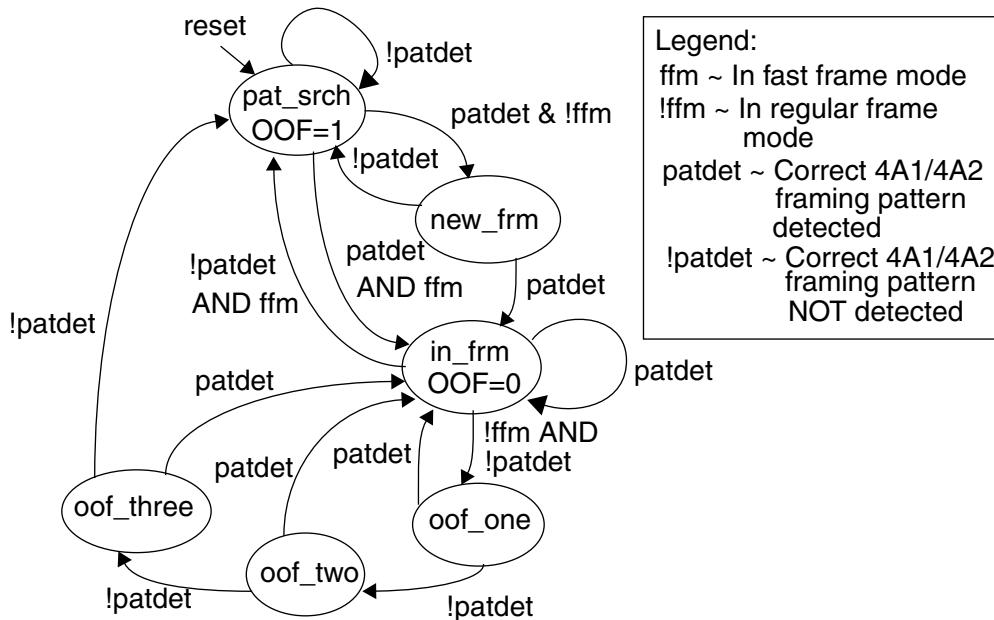 reset
!patdet
pat_srch
OOF=1
patdet & !ffm
!patdet
new_frm
!patdet
AND ffm
patdet
AND ffm
patdet
!patdet
in_frm
OOF=0
patdet
patdet
patdet
patdet
!ffm AND
!patdet
oof_three
oof_one
oof_two
!patdet
!patdet
Legend:
ffm ~ In fast frame mode
!ffm ~ In regular frame
mode
patdet ~ Correct 4A1/4A2
framing pattern
detected
!patdet ~ Correct 4A1/4A2
framing pattern
NOT detected